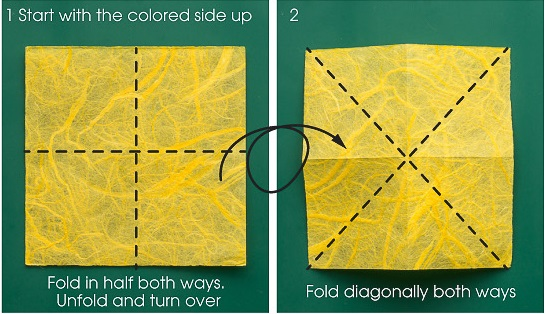 1 Start with the colored side up
Fold in half both ways.
Unfold and turn over
2
Fold diagonally both ways